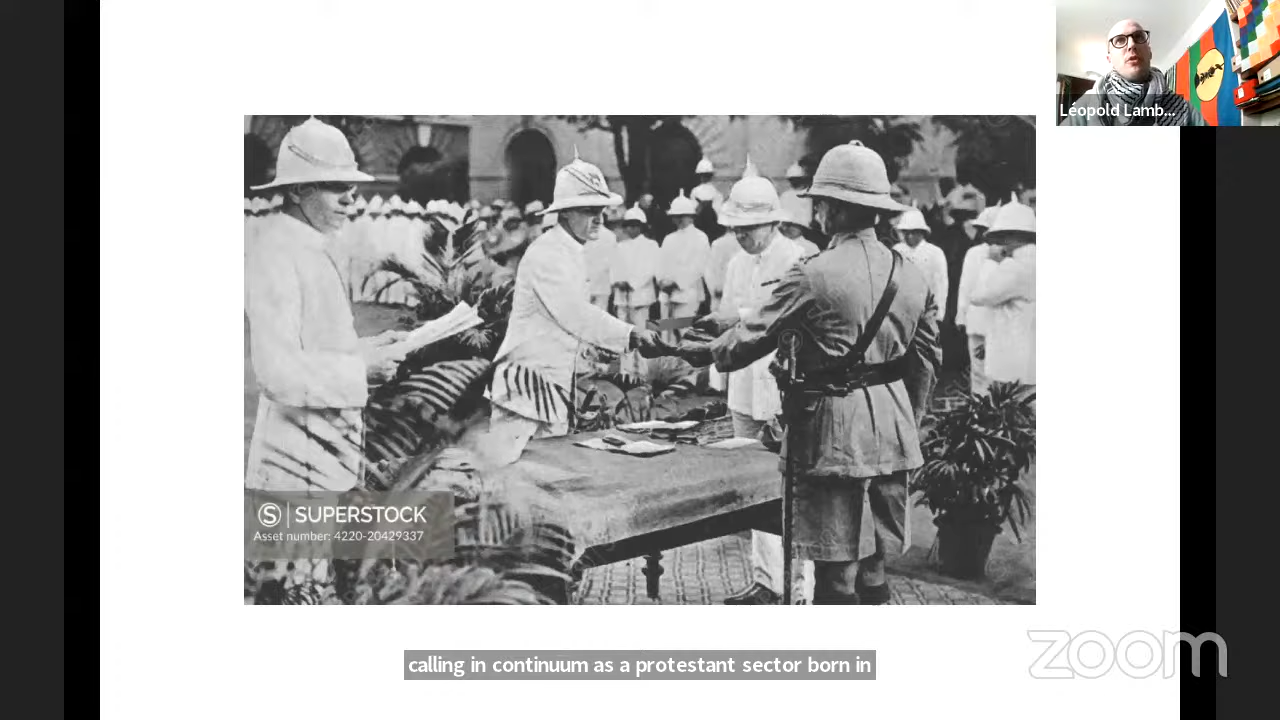 Léopold Lamb...
SUPERSTOCK
Asset number: 4220-20429337
calling in continuum as a protestant sector born in
zoom